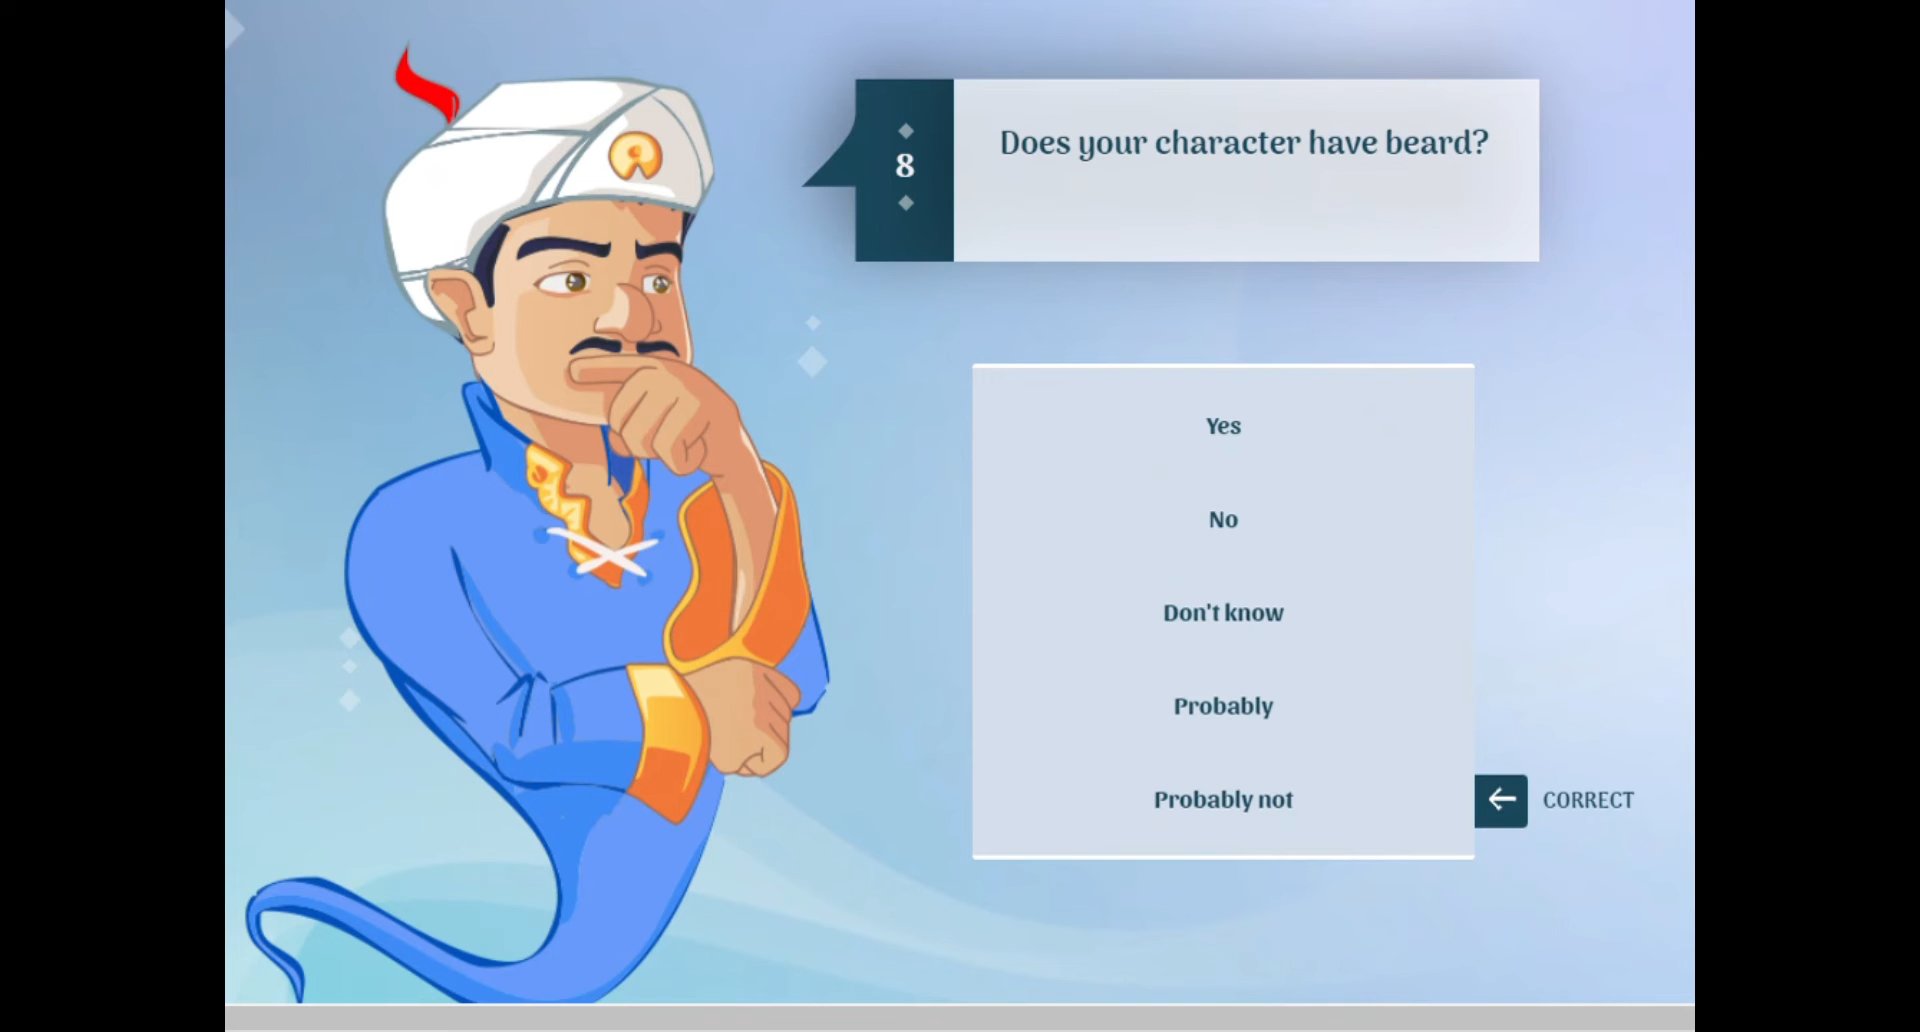 8
Does your character have beard?
Yes
No
Don't know
Probably
Probably not
CORRECT